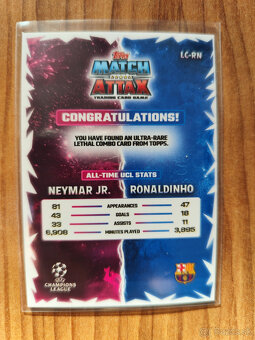 topps
MATCH
ATTAX
TRADING CARD GAME
LC-RN
CONGRATULATIONS!
YOU HAVE FOUND AN ULTRA-RARE
LETHAL COMBO CARD FROM TOPPS.
ALL-TIME UCL STATS
NEYMAR JR. RONALDINHO
81 APPEARANCES 47
43 GOALS 18
33 ASSISTS 11
6,908 MINUTES PLAYED 3,895
CHAMPIONS
LEAGUE